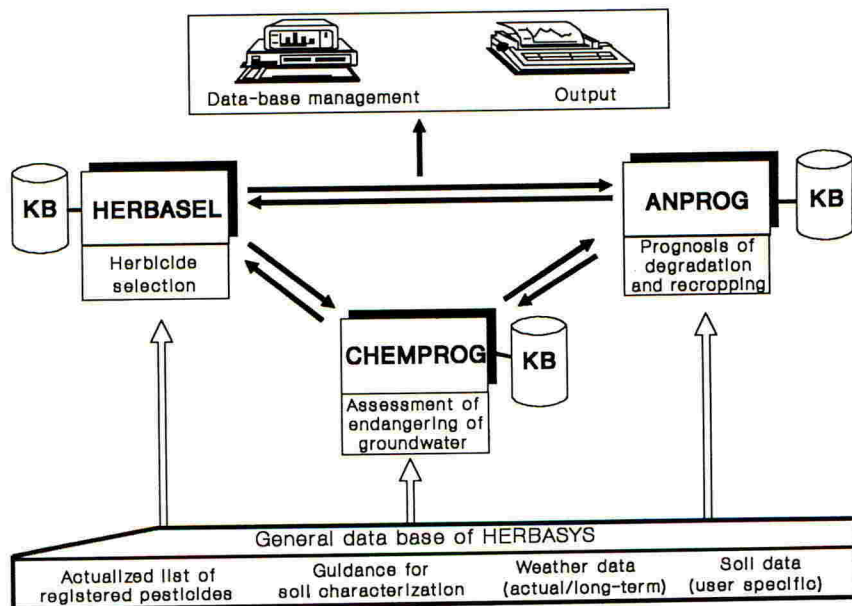 Data-base management
Output
KB
HERBASEL
Herbicide
selection
ANPROG
Prognosis of
degradation
and recropping
KB
CHEMPROG
Assessment of
endangering of
groundwater
KB
General data base of HERBASYS
Actualized list of
registered pesticides
Guidance for
soil characterization
Weather data
(actual/long-term)
Soil data
(user specific)